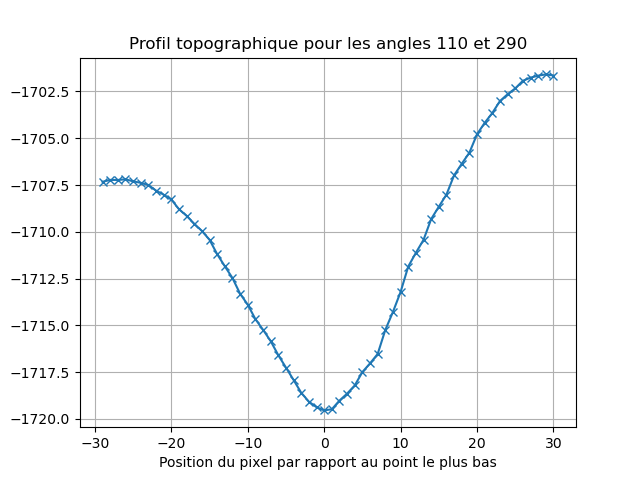 Profil topographique pour les angles 110 et 290
−1702.5
−1705.0
−1707.5
−1710.0
−1712.5
−1715.0
−1717.5
−1720.0
−30 −20 −10 0 10 20 30
Position du pixel par rapport au point le plus bas